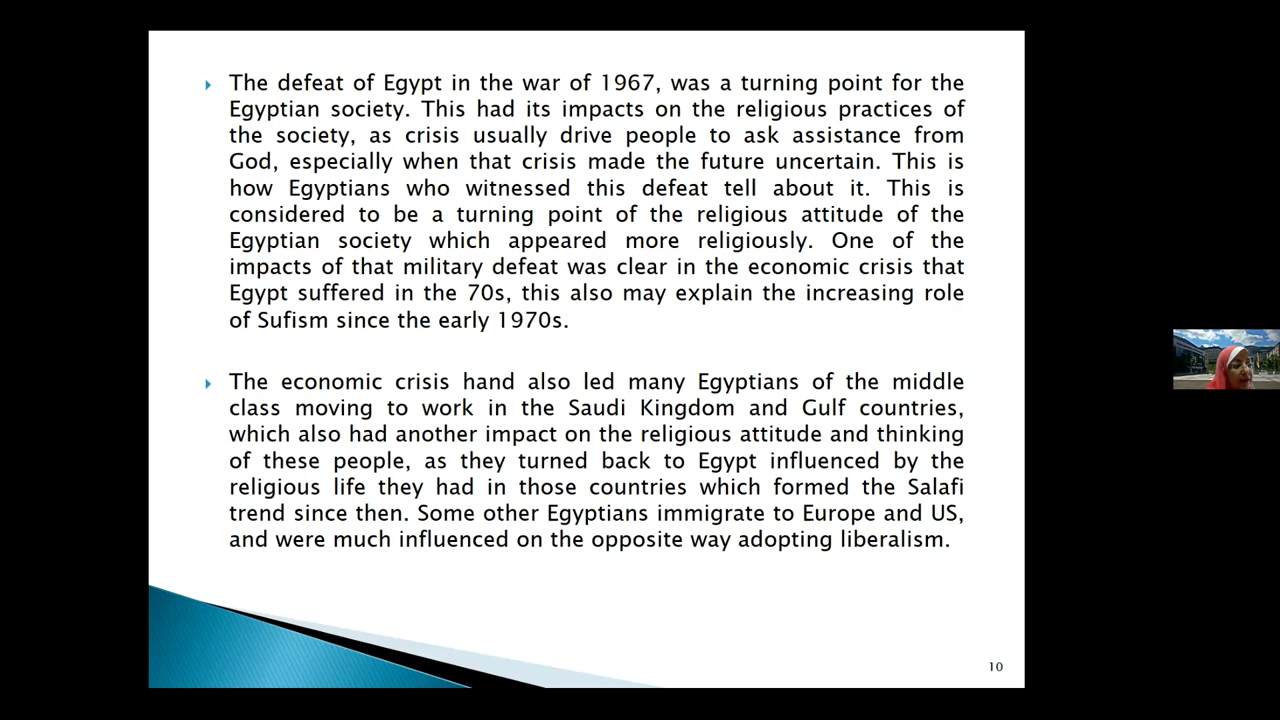 The defeat of Egypt in the war of 1967, was a turning point for the
Egyptian society. This had its impacts on the religious practices of
the society, as crisis usually drive people to ask assistance from
God, especially when that crisis made the future uncertain. This is
how Egyptians who witnessed this defeat tell about it. This is
considered to be a turning point of the religious attitude of the
Egyptian society which appeared more religiously. One of the
impacts of that military defeat was clear in the economic crisis that
Egypt suffered in the 70s, this also may explain the increasing role
of Sufism since the early 1970s.
The economic crisis hand also led many Egyptians of the middle
class moving to work in the Saudi Kingdom and Gulf countries,
which also had another impact on the religious attitude and thinking
of these people, as they turned back to Egypt influenced by the
religious life they had in those countries which formed the Salafi
trend since then. Some other Egyptians immigrate to Europe and US,
and were much influenced on the opposite way adopting liberalism.
10